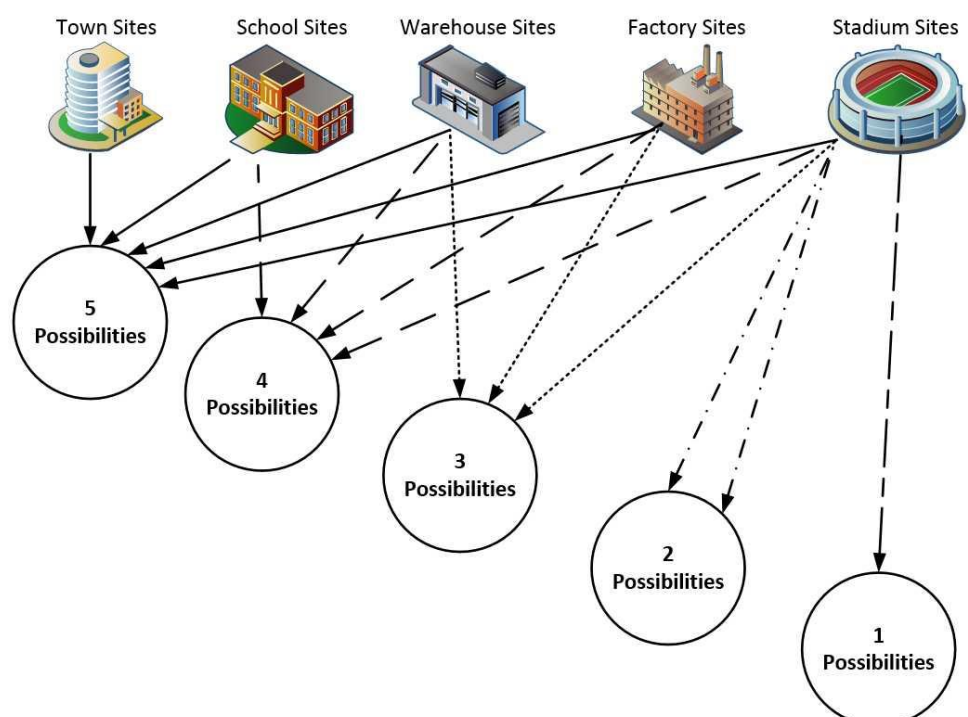 Town Sites
School Sites
Warehouse Sites
Factory Sites
Stadium Sites
5
Possibilities
4
Possibilities
3
Possibilities
2
Possibilities
1
Possibilities